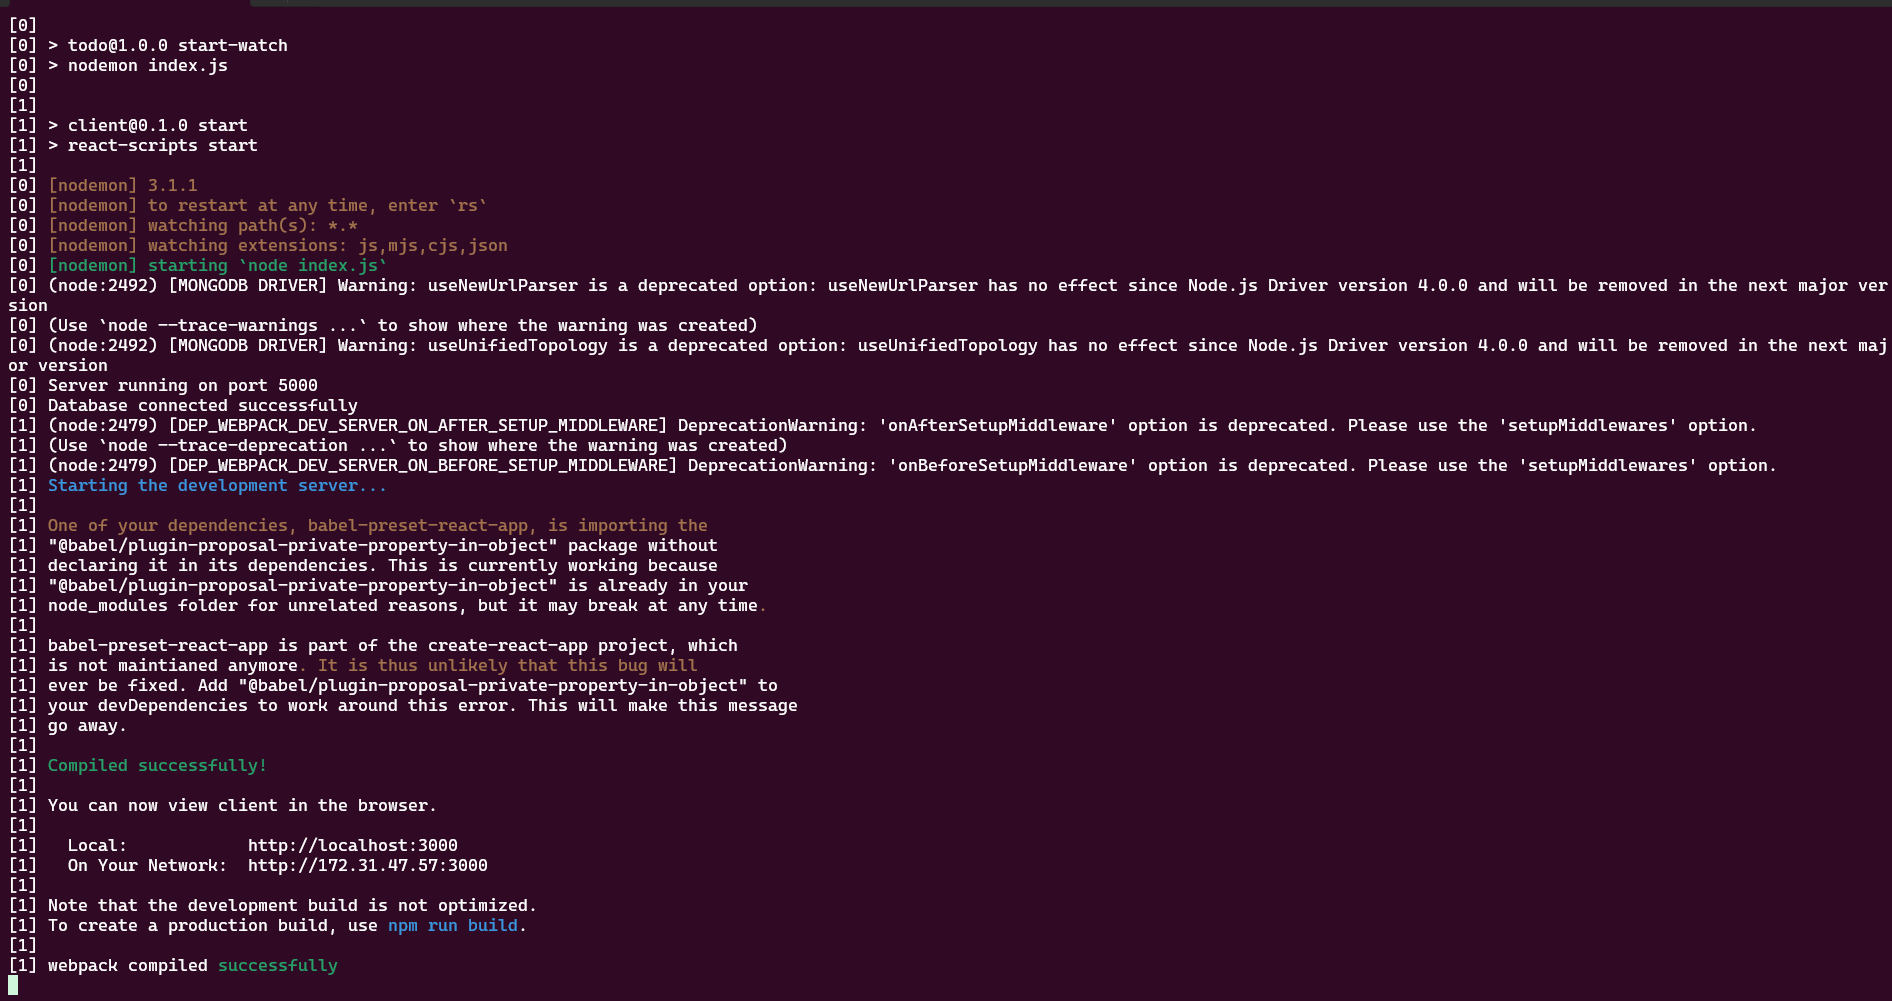 [0]
[0] > todo@1.0.0 start-watch
[0] > nodemon index.js
[0]
[1]
[1] > client@0.1.0 start
[1] > react-scripts start
[1]
[0] [nodemon] 3.1.1
[0] [nodemon] to restart at any time, enter `rs`
[0] [nodemon] watching path(s): *.*
[0] [nodemon] watching extensions: js,mjs,cjs,json
[0] [nodemon] starting `node index.js`
[0] (node:2492) [MONGODB DRIVER] Warning: useNewUrlParser is a deprecated option: useNewUrlParser has no effect since Node.js Driver version 4.0.0 and will be removed in the next major ver
sion
[0] (Use `node --trace-warnings ...` to show where the warning was created)
[0] (node:2492) [MONGODB DRIVER] Warning: useUnifiedTopology is a deprecated option: useUnifiedTopology has no effect since Node.js Driver version 4.0.0 and will be removed in the next maj
or version
[0] Server running on port 5000
[0] Database connected successfully
[1] (node:2479) [DEP_WEBPACK_DEV_SERVER_ON_AFTER_SETUP_MIDDLEWARE] DeprecationWarning: 'onAfterSetupMiddleware' option is deprecated. Please use the 'setupMiddlewares' option.
[1] (Use `node --trace-deprecation ...` to show where the warning was created)
[1] (node:2479) [DEP_WEBPACK_DEV_SERVER_ON_BEFORE_SETUP_MIDDLEWARE] DeprecationWarning: 'onBeforeSetupMiddleware' option is deprecated. Please use the 'setupMiddlewares' option.
[1] Starting the development server...
[1]
[1] One of your dependencies, babel-preset-react-app, is importing the
[1] "@babel/plugin-proposal-private-property-in-object" package without
[1] declaring it in its dependencies. This is currently working because
[1] "@babel/plugin-proposal-private-property-in-object" is already in your
[1] node_modules folder for unrelated reasons, but it may break at any time.
[1]
[1] babel-preset-react-app is part of the create-react-app project, which
[1] is not maintianed anymore. It is thus unlikely that this bug will
[1] ever be fixed. Add "@babel/plugin-proposal-private-property-in-object" to
[1] your devDependencies to work around this error. This will make this message
[1] go away.
[1]
[1] Compiled successfully!
[1]
[1] You can now view client in the browser.
[1]
[1]   Local:            http://localhost:3000
[1]   On Your Network:  http://172.31.47.57:3000
[1]
[1] Note that the development build is not optimized.
[1] To create a production build, use npm run build.
[1]
[1] webpack compiled successfully